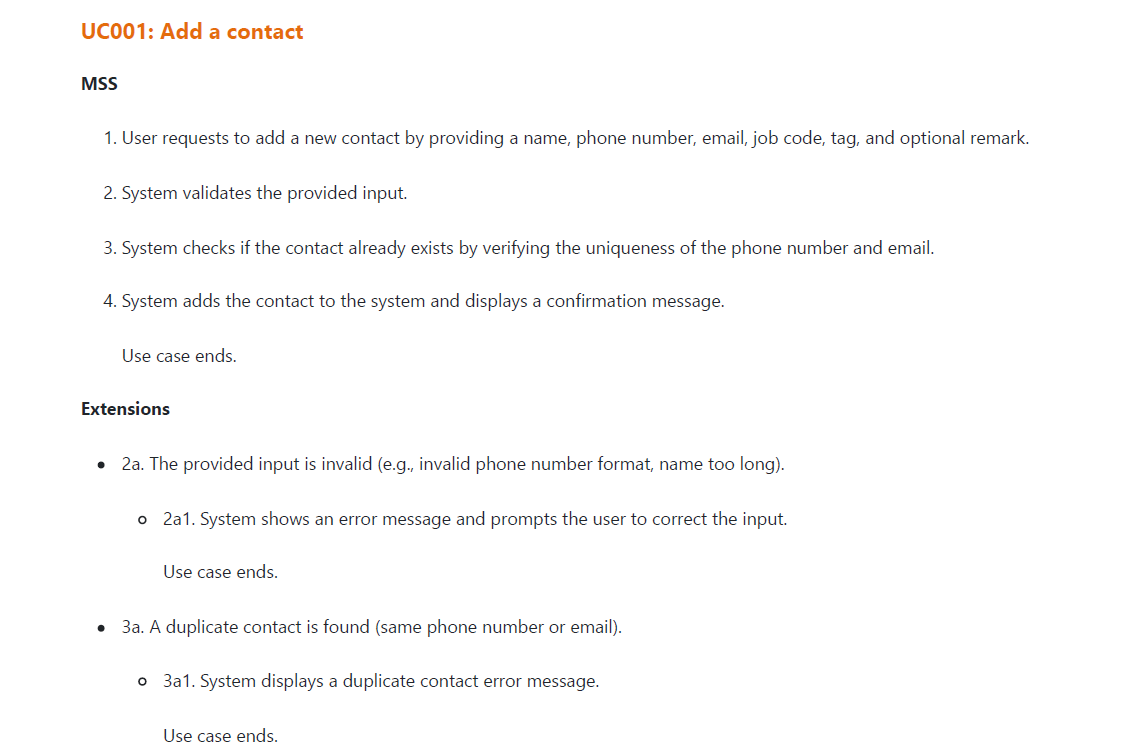 UC001: Add a contact
MSS
1. User requests to add a new contact by providing a name, phone number, email, job code, tag, and optional remark.
2. System validates the provided input.
3. System checks if the contact already exists by verifying the uniqueness of the phone number and email.
4. System adds the contact to the system and displays a confirmation message.
Use case ends.
Extensions
• 2a. The provided input is invalid (e.g., invalid phone number format, name too long).
○ 2a1. System shows an error message and prompts the user to correct the input.
Use case ends.
• 3a. A duplicate contact is found (same phone number or email).
○ 3a1. System displays a duplicate contact error message.
Use case ends.